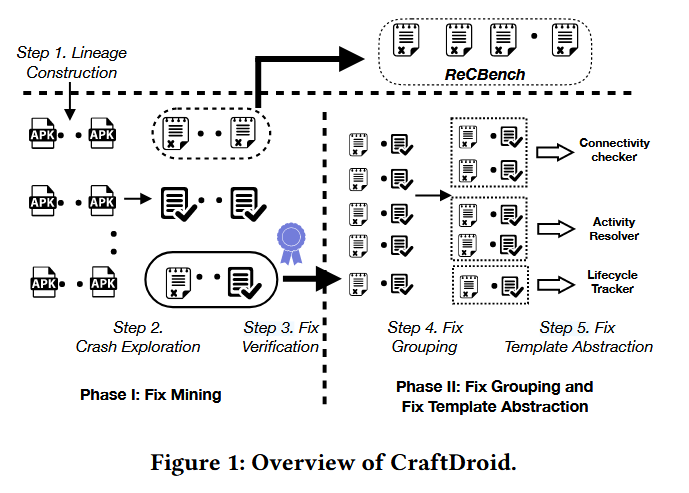 Step 1. Lineage
Construction
ReCBench
APK
APK
APK
APK
APK
APK
Connectivity
checker
Activity
Resolver
Lifecycle
Tracker
Step 2.
Crash Exploration
Step 3. Fix
Verification
Step 4. Fix
Grouping
Step 5. Fix
Template Abstraction
Phase I: Fix Mining
Phase II: Fix Grouping and
Fix Template Abstraction
Figure 1: Overview of CraftDroid.